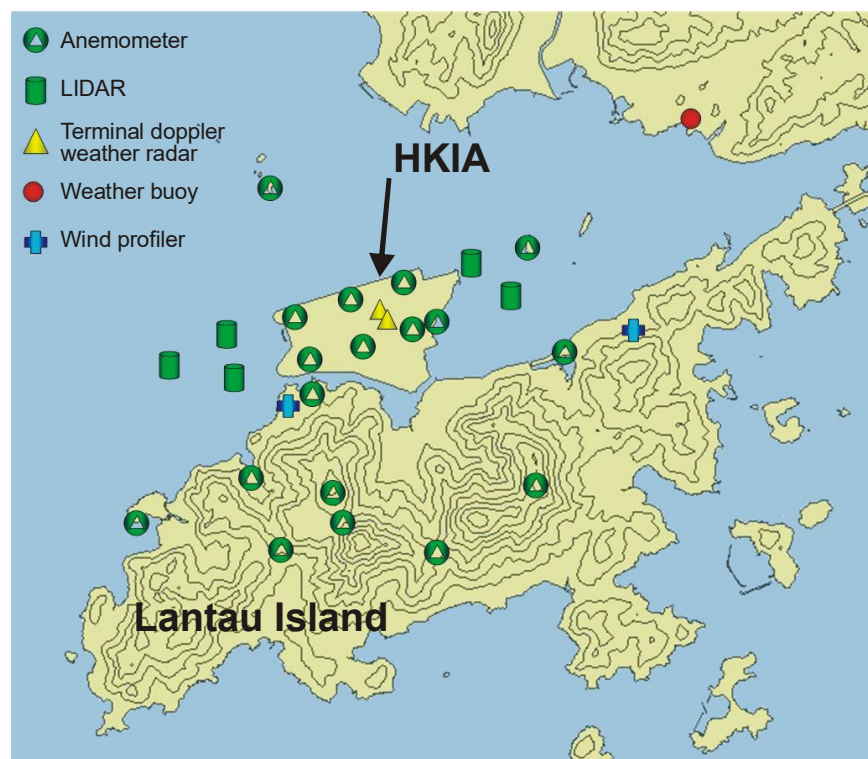 Anemometer
LIDAR
Terminal doppler
weather radar
Weather buoy
Wind profiler
HKIA
Lantau Island